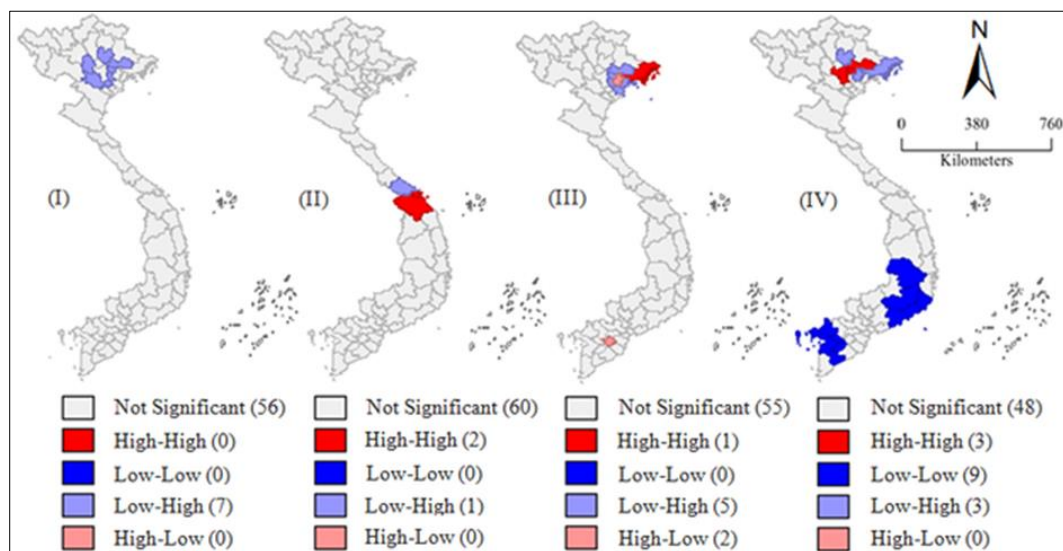 N
0 380 760
Kilometers
(I) (II) (III) (IV)
Not Significant (56) Not Significant (60) Not Significant (55) Not Significant (48)
High-High (0) High-High (2) High-High (1) High-High (3)
Low-Low (0) Low-Low (0) Low-Low (0) Low-Low (9)
Low-High (7) Low-High (1) Low-High (5) Low-High (3)
High-Low (0) High-Low (0) High-Low (2) High-Low (0)